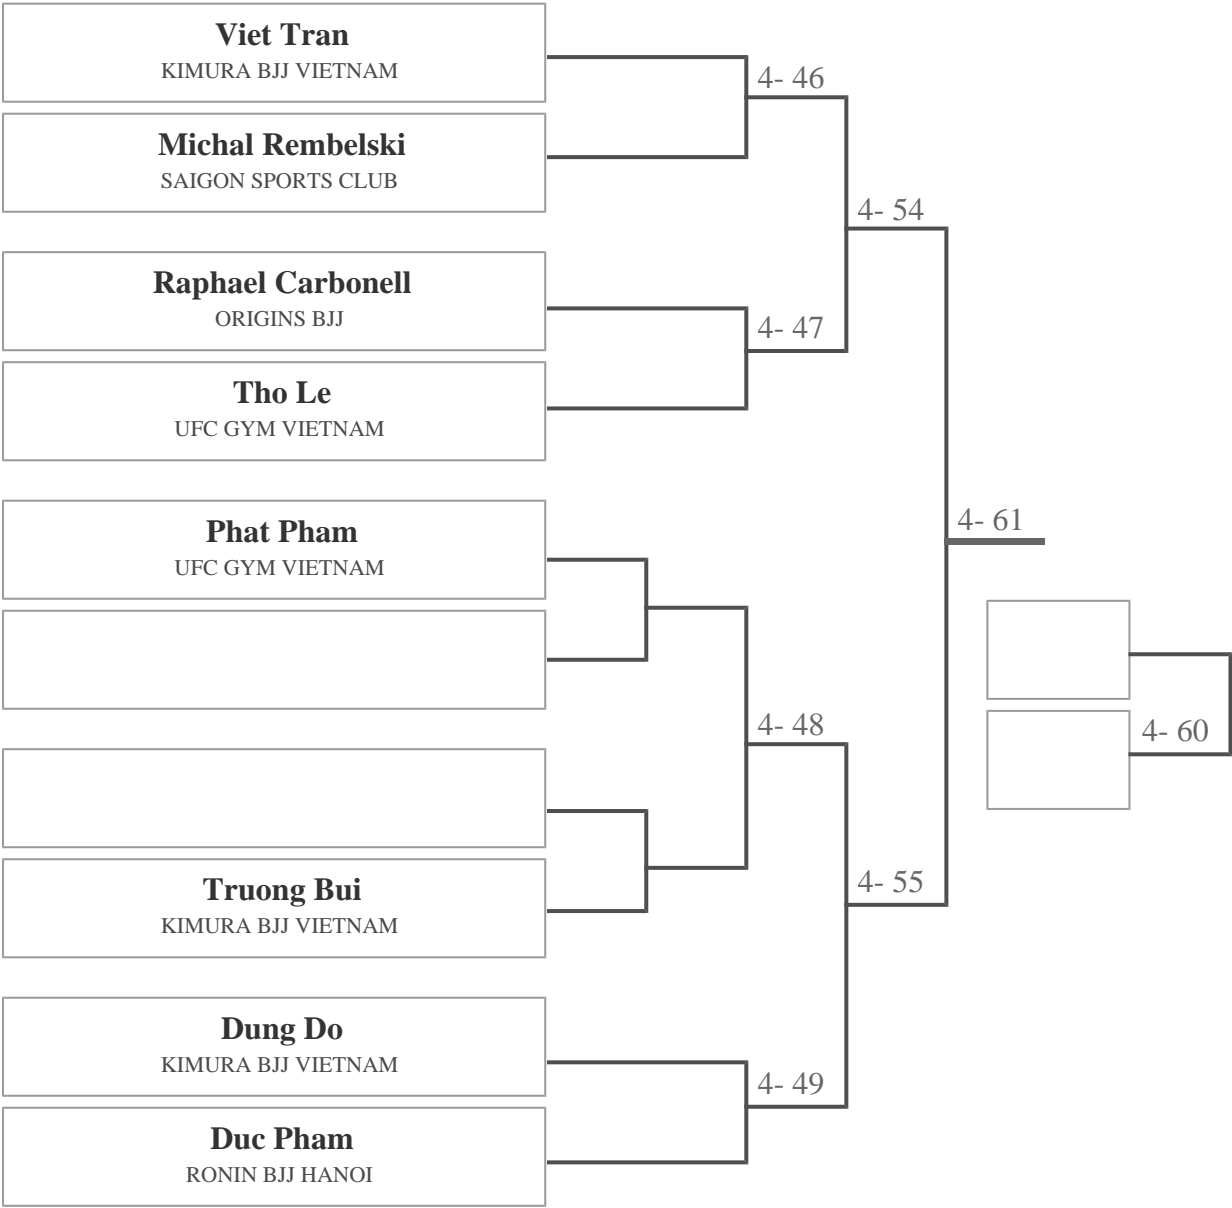 Viet Tran
KIMURA BJJ VIETNAM
4- 46
Michal Rembelski
SAIGON SPORTS CLUB
4- 54
Raphael Carbonell
ORIGINS BJJ
4- 47
Tho Le
UFC GYM VIETNAM
Phat Pham
UFC GYM VIETNAM
4- 61
4- 48
4- 60
Truong Bui
KIMURA BJJ VIETNAM
4- 55
Dung Do
KIMURA BJJ VIETNAM
4- 49
Duc Pham
RONIN BJJ HANOI